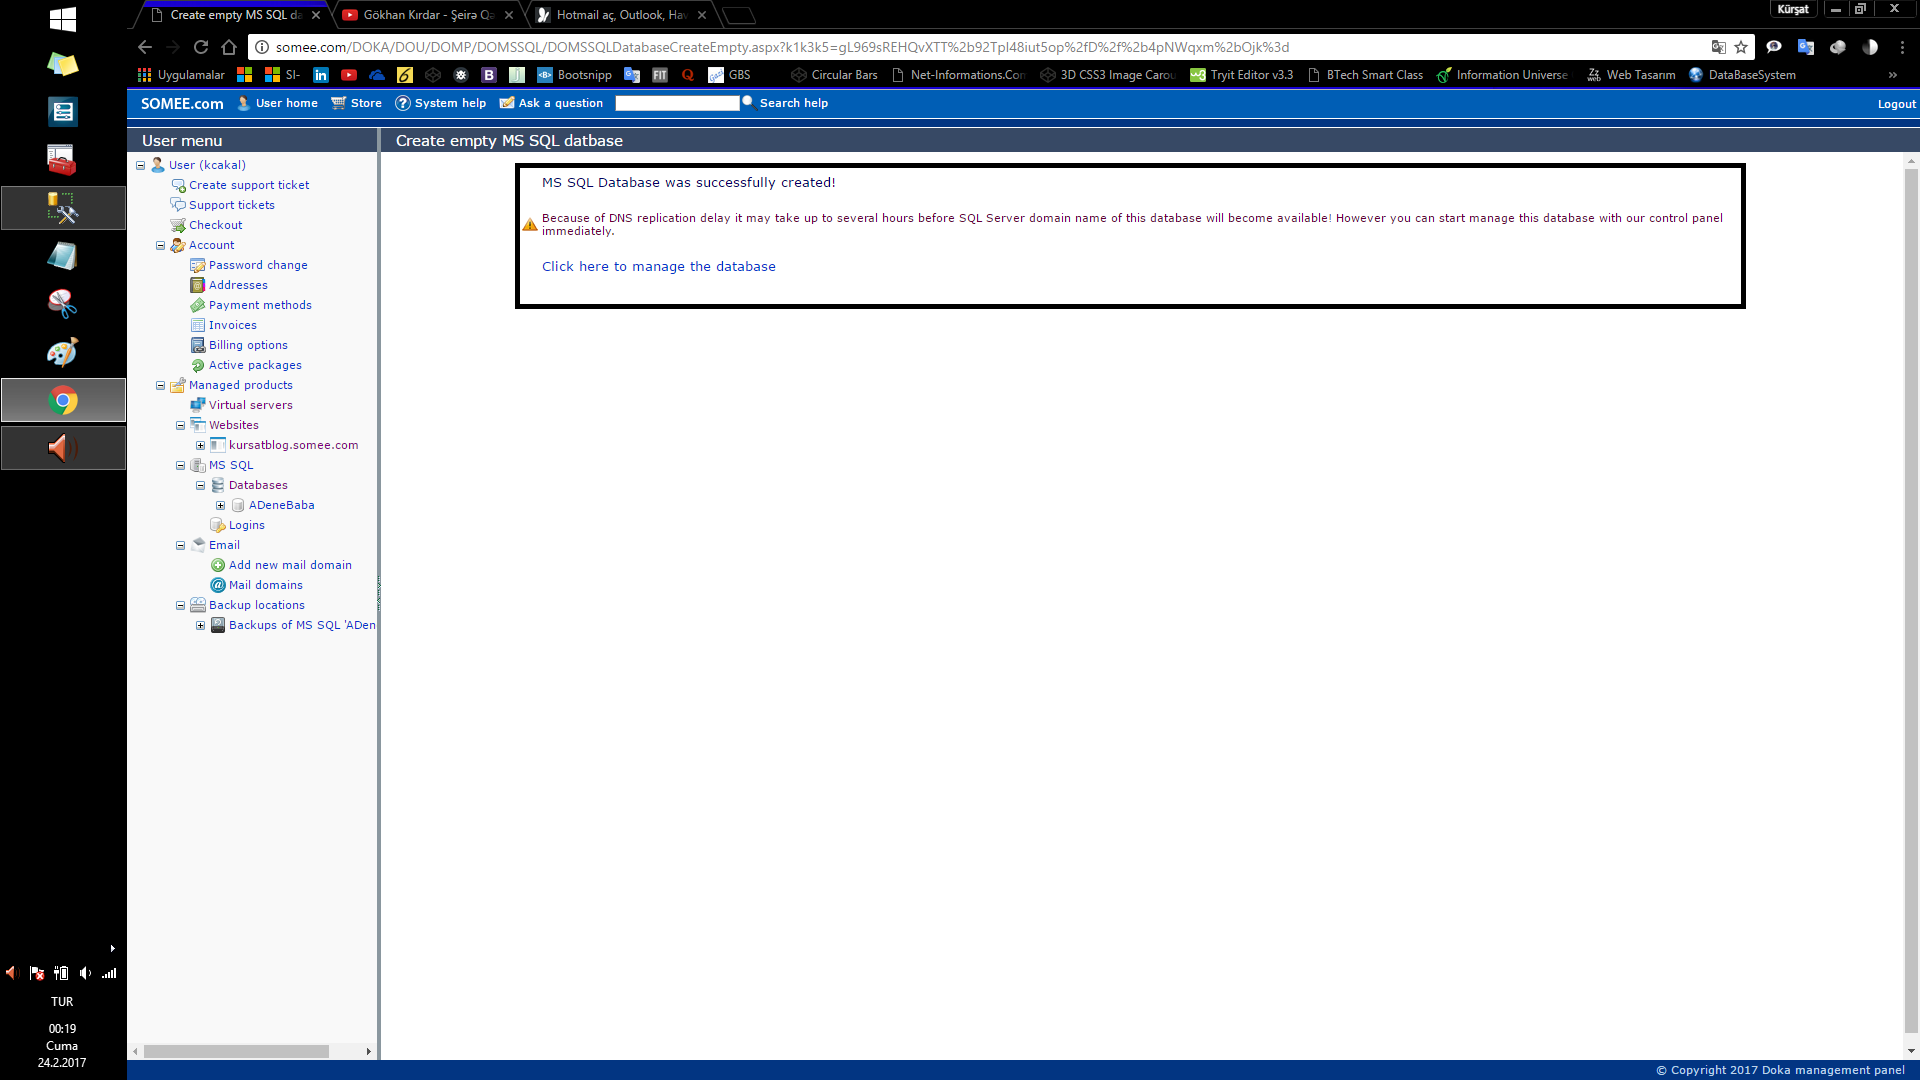 Create empty MS SQL da
Gökhan Kırdar - Şeirə Qa
Hotmail aç, Outlook, Hav
Kürşat
somee.com/DOKA/DOU/DOMP/DOMSSQL/DOMSSQLDatabaseCreateEmpty.aspx?k1k3k5=gL969sREHQvXTT%2b92TpI48iut5op%2fD%2f%2b4pNWqxm%2bOjk%3d
Uygulamalar
SI-
Bootsnipp
FIT
GBS
Circular Bars
Net-Informations.Con
3D CSS3 Image Carou
Tryit Editor v3.3
BTech Smart Class
Information Universe
Web Tasarım
DataBaseSystem
SOMEE.com
User home
Store
System help
Ask a question
Search help
Logout
User menu
Create empty MS SQL datbase
User (kcakal)
Create support ticket
Support tickets
Checkout
Account
Password change
Addresses
Payment methods
Invoices
Billing options
Active packages
Managed products
Virtual servers
Websites
kursatblog.somee.com
MS SQL
Databases
ADeneBaba
Logins
Email
Add new mail domain
Mail domains
Backup locations
Backups of MS SQL 'ADen
MS SQL Database was successfully created!
Because of DNS replication delay it may take up to several hours before SQL Server domain name of this database will become available! However you can start manage this database with our control panel
immediately.
Click here to manage the database
TUR
00:19
Cuma
24.2.2017
© Copyright 2017 Doka management panel